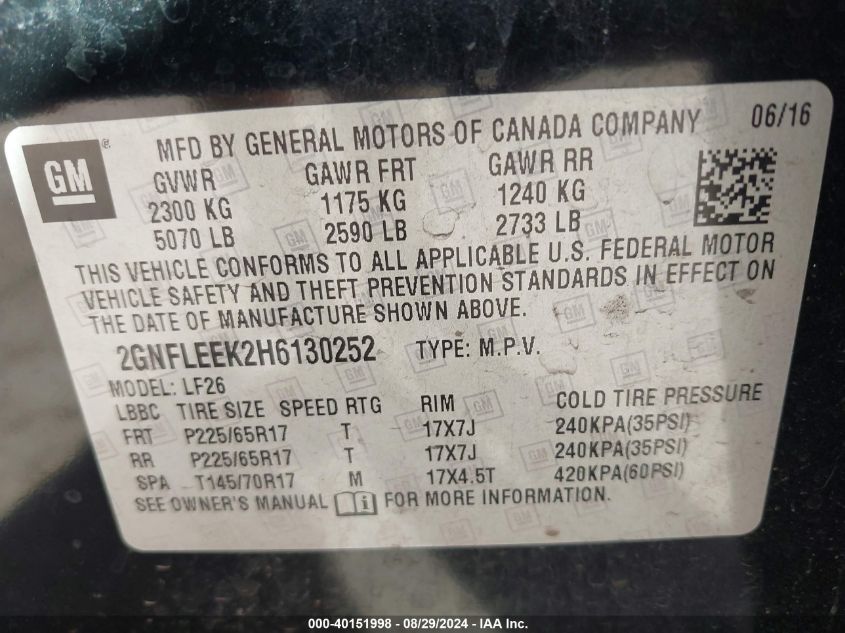 GM®
MFD BY GENERAL MOTORS OF CANADA COMPANY 06/16
GVWR GAWR FRT GAWR RR
2300 KG 1175 KG 1240 KG
5070 LB 2590 LB 2733 LB
THIS VEHICLE CONFORMS TO ALL APPLICABLE U.S. FEDERAL MOTOR
VEHICLE SAFETY AND THEFT PREVENTION STANDARDS IN EFFECT ON
THE DATE OF MANUFACTURE SHOWN ABOVE.
2GNFLEEK2H6130252 TYPE: M.P.V.
MODEL: LF26
LBBC TIRE SIZE SPEED RTG RIM COLD TIRE PRESSURE
FRT P225/65R17 T 17X7J 240KPA(35PSI)
RR P225/65R17 T 17X7J 240KPA(35PSI)
SPA T145/70R17 M 17X4.5T 420KPA(60PSI)
SEE OWNER'S MANUAL FOR MORE INFORMATION.
000-40151998 - 08/29/2024 - IAA Inc.